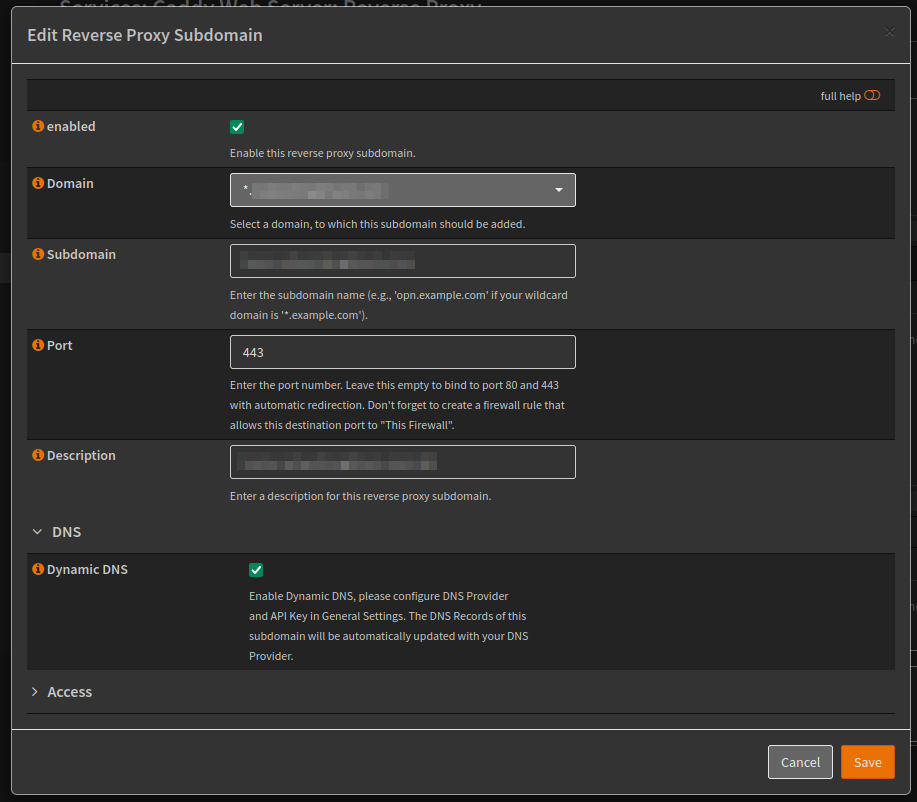 Services: Caddy Web Server: Reverse Proxy
Edit Reverse Proxy Subdomain
×
full help
enabled
Enable this reverse proxy subdomain.
Domain
*.
Select a domain, to which this subdomain should be added.
Subdomain
Enter the subdomain name (e.g., 'opn.example.com' if your wildcard
domain is '*.example.com').
Port
443
Enter the port number. Leave this empty to bind to port 80 and 443
with automatic redirection. Don't forget to create a firewall rule that
allows this destination port to "This Firewall".
Description
Enter a description for this reverse proxy subdomain.
DNS
Dynamic DNS
Enable Dynamic DNS, please configure DNS Provider
and API Key in General Settings. The DNS Records of this
subdomain will be automatically updated with your DNS
Provider.
Access
Cancel
Save